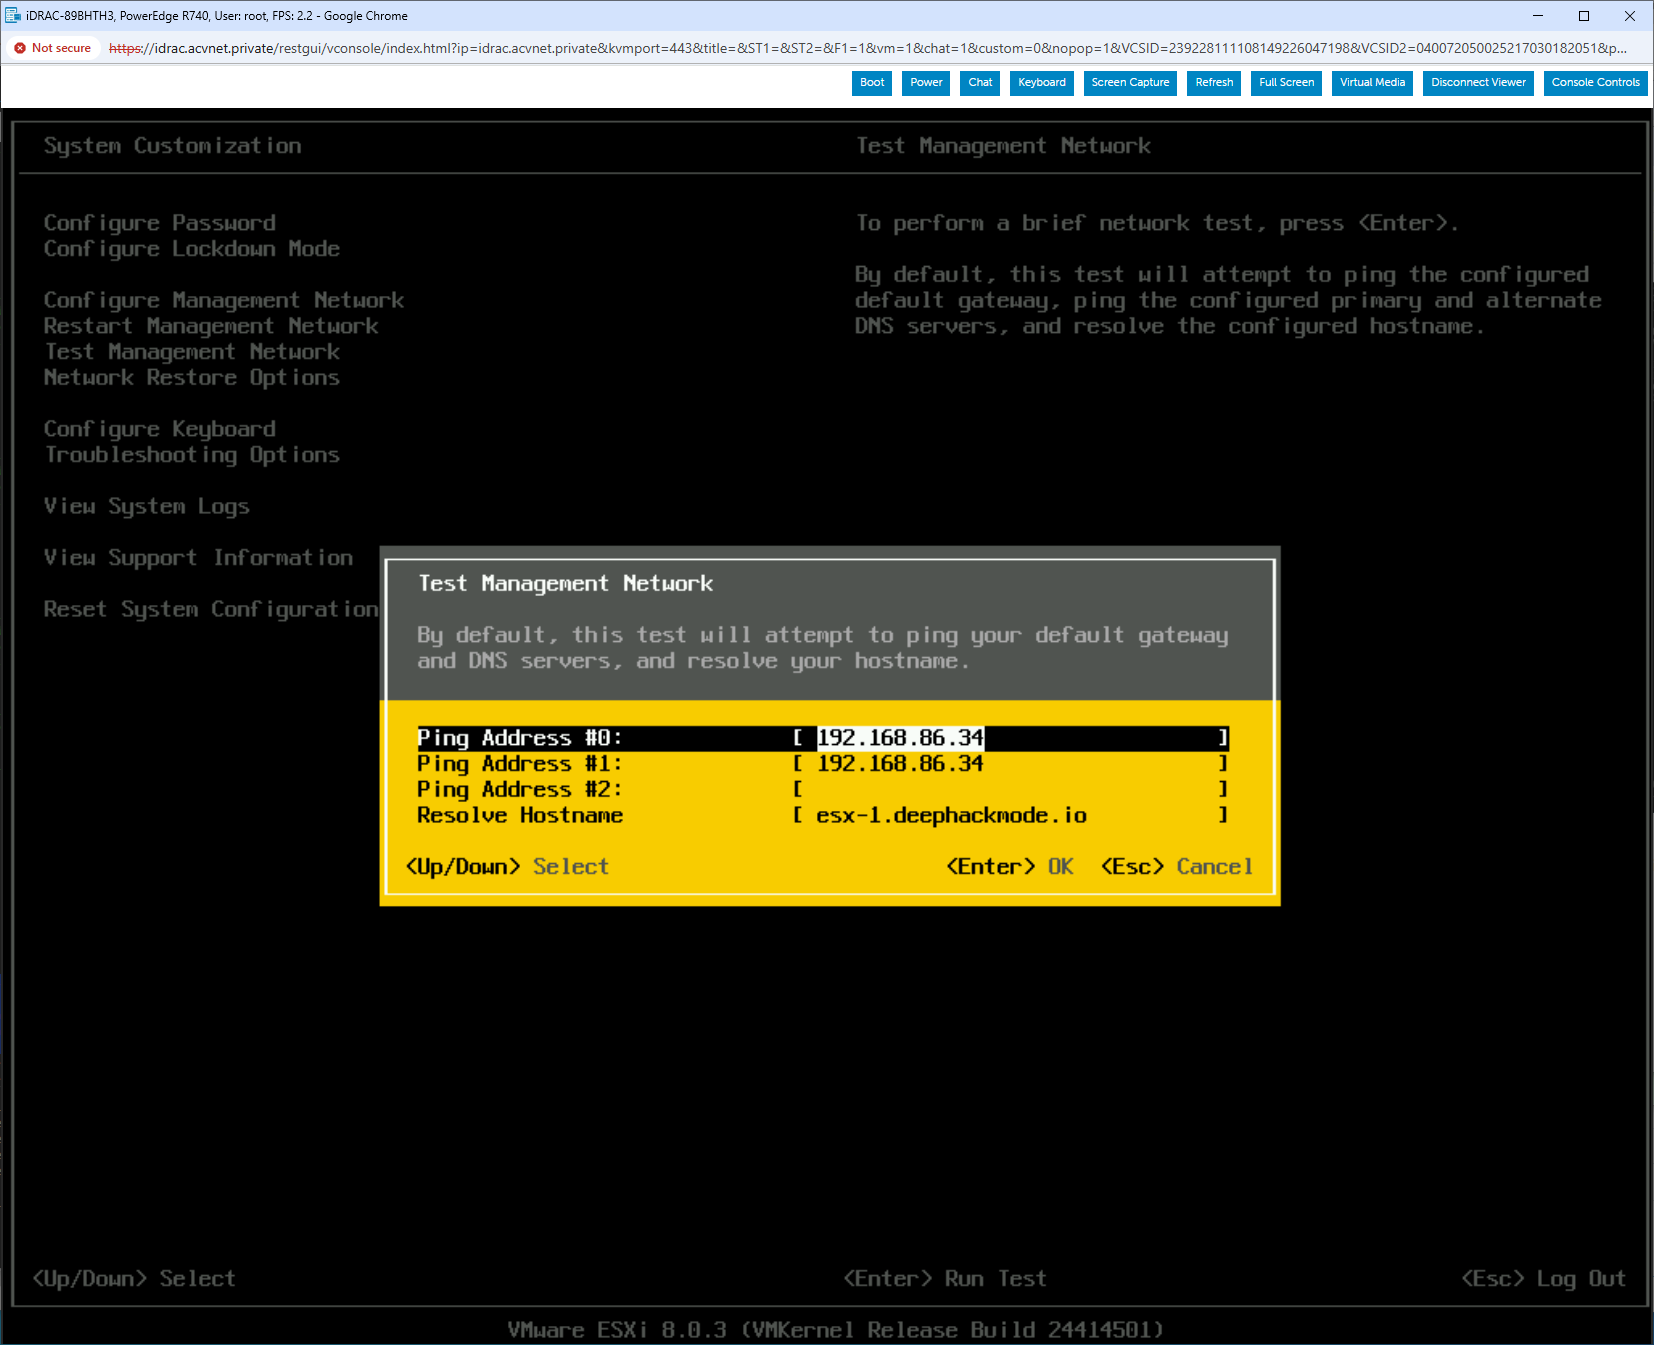 iDRAC-89BHTH3, PowerEdge R740, User: root, FPS: 2.2 - Google Chrome
Not secure https://idrac.acvnet.private/restgui/vconsole/index.html?ip=idrac.acvnet.private&kvmport=443&title=&ST1=&ST2=&F1=1&vm=1&chat=1&custom=0&nopop=1&VCSID=239228111108149226047198&VCSID2=040072050025217030182051&p...
Boot Power Chat Keyboard Screen Capture Refresh Full Screen Virtual Media Disconnect Viewer Console Controls
System Customization
Test Management Network
Configure Password
Configure Lockdown Mode
Configure Management Network
Restart Management Network
Test Management Network
Network Restore Options
Configure Keyboard
Troubleshooting Options
View System Logs
View Support Information
Reset System Configuration
To perform a brief network test, press <Enter>.
By default, this test will attempt to ping the configured
default gateway, ping the configured primary and alternate
DNS servers, and resolve the configured hostname.
Test Management Network
By default, this test will attempt to ping your default gateway
and DNS servers, and resolve your hostname.
Ping Address #0: [ 192.168.86.34 ]
Ping Address #1: [ 192.168.86.34 ]
Ping Address #2: [ ]
Resolve Hostname [ esx-1.deephackmode.io ]
<Up/Down> Select <Enter> OK <Esc> Cancel
<Up/Down> Select <Enter> Run Test <Esc> Log Out
VMware ESXi 8.0.3 (VMKernel Release Build 24414501)